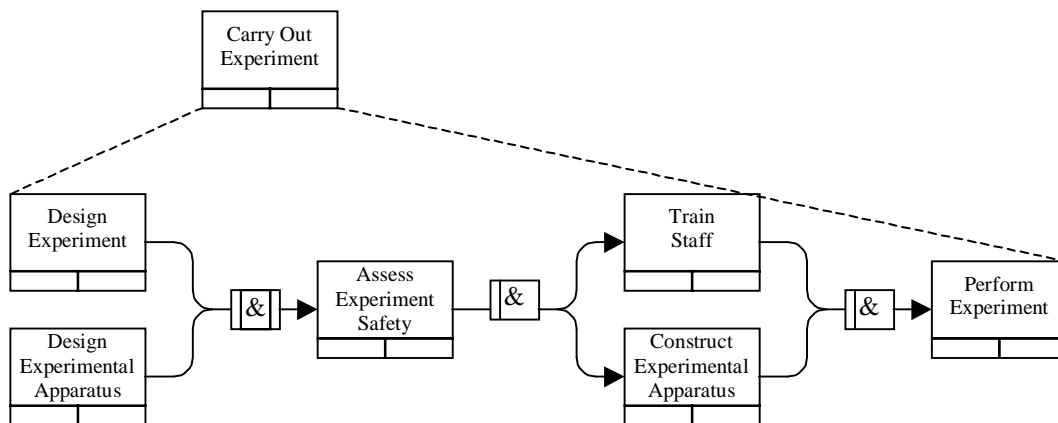 Carry Out
Experiment
Design
Experiment
Train
Staff
Assess
Experiment
Safety
Perform
Experiment
&
&
&
Design
Experimental
Apparatus
Construct
Experimental
Apparatus